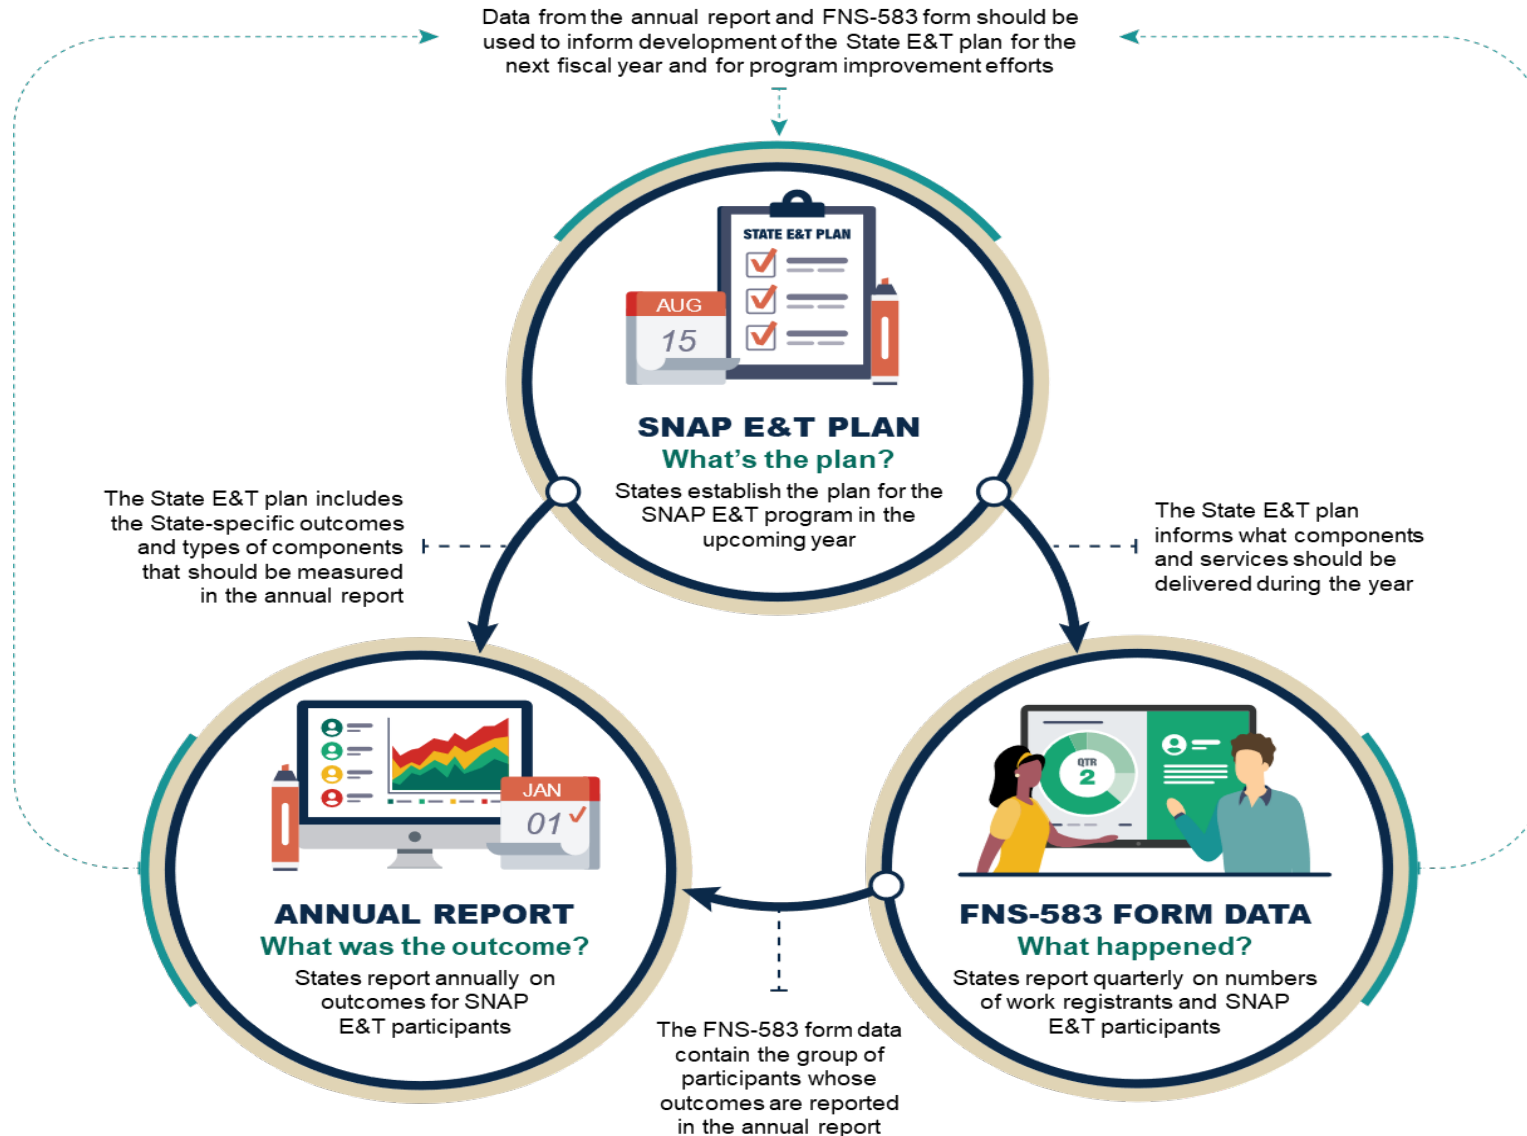 Data from the annual report and FNS-583 form should be
used to inform development of the State E&T plan for the
next fiscal year and for program improvement efforts
STATE E&T PLAN
AUG
15
SNAP E&T PLAN
What's the plan?
States establish the plan for the
SNAP E&T program in the
upcoming year
The State E&T plan includes
the State-specific outcomes
and types of components
that should be measured
in the annual report
The State E&T plan
informs what components
and services should be
delivered during the year
JAN
01
ANNUAL REPORT
What was the outcome?
States report annually on
outcomes for SNAP
E&T participants
QTR
2
FNS-583 FORM DATA
What happened?
States report quarterly on numbers
of work registrants and SNAP
E&T participants
The FNS-583 form data
contain the group of
participants whose
outcomes are reported
in the annual report